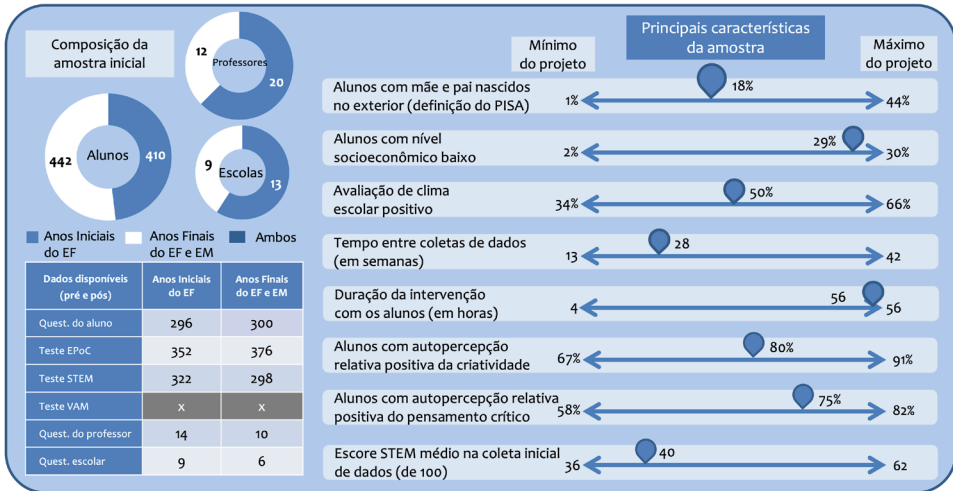 Composição da
amostra inicial
12
Professores
20
442
Alunos
410
9
Escolas
13
Anos Iniciais
do EF
Anos Finais
do EF e EM
Ambos
Dados disponíveis
(pré e pós)
Anos Iniciais
do EF
Anos Finais
do EF e EM
Quest. do aluno 296 300
Teste EPoC 352 376
Teste STEM 322 298
Teste VAM x x
Quest. do professor 14 10
Quest. escolar 9 6
Principais características
da amostra
Mínimo
do projeto
Máximo
do projeto
Alunos com mãe e pai nascidos
no exterior (definição do PISA)
1%
18%
44%
Alunos com nível
socioeconômico baixo
2%
29%
30%
Avaliação de clima
escolar positivo
34%
50%
66%
Tempo entre coletas de dados
(em semanas)
13
28
42
Duração da intervenção
com os alunos (em horas)
4
56
56
Alunos com autopercepção
relativa positiva da criatividade
67%
80%
91%
Alunos com autopercepção relativa
positiva do pensamento crítico
58%
75%
82%
Escore STEM médio na coleta inicial
de dados (de 100)
36
40
62